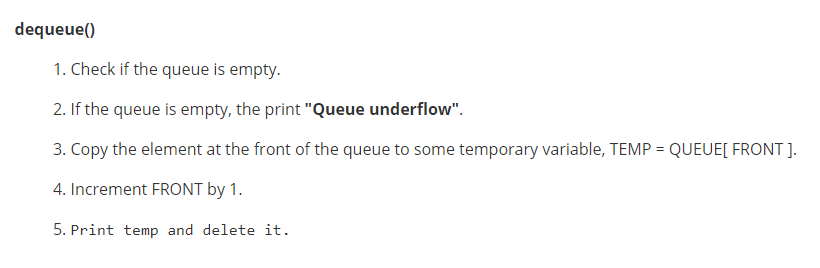 dequeue()
1. Check if the queue is empty.
2. If the queue is empty, the print "Queue underflow".
3. Copy the element at the front of the queue to some temporary variable, TEMP = QUEUE[ FRONT ].
4. Increment FRONT by 1.
5. Print temp and delete it.